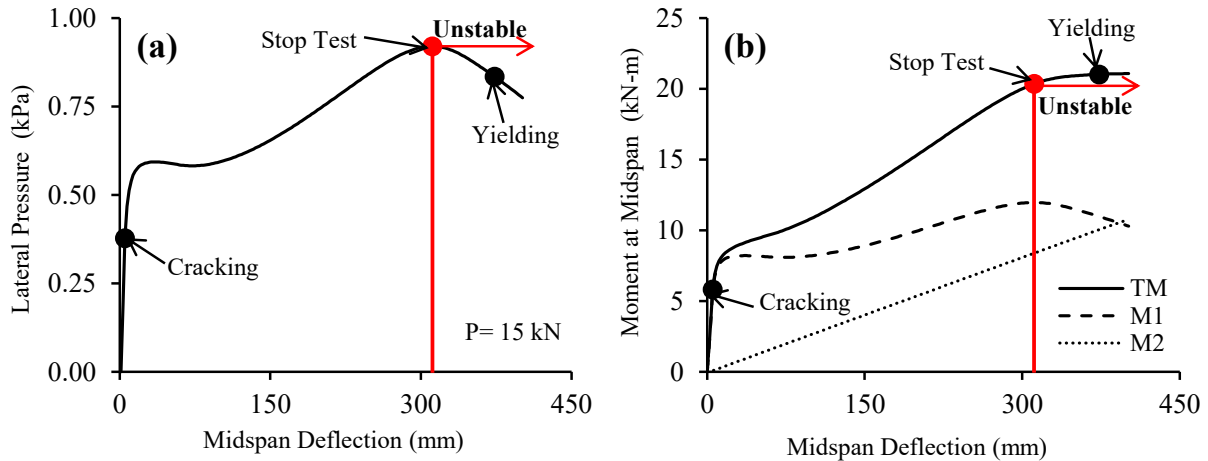 (a)
Unstable
Stop Test
Yielding
Cracking
P= 15 kN
Lateral Pressure (kPa)
1.00
0.75
0.50
0.25
0.00
0 150 300 450
Midspan Deflection (mm)
(b)
Yielding
Stop Test
Unstable
Cracking
TM
M1
M2
Moment at Midspan (kN-m)
25
20
15
10
5
0
0 150 300 450
Midspan Deflection (mm)